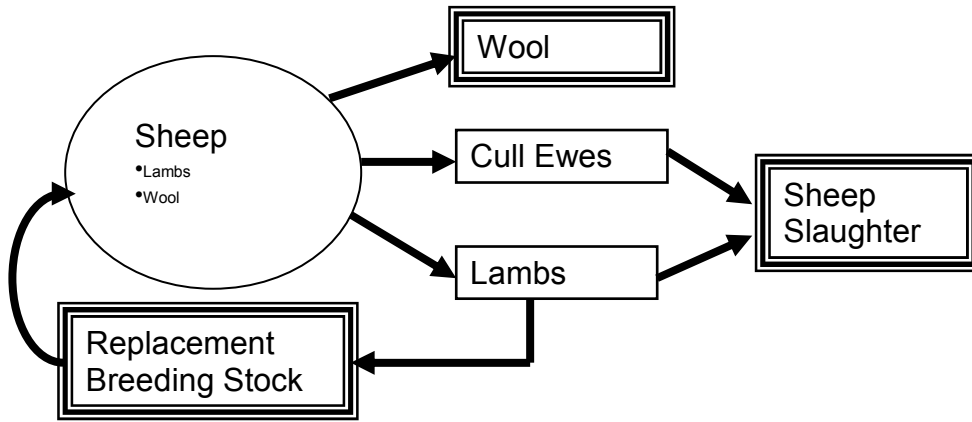 Wool
Sheep
•Lambs
•Wool
Cull Ewes
Sheep
Slaughter
Lambs
Replacement
Breeding Stock